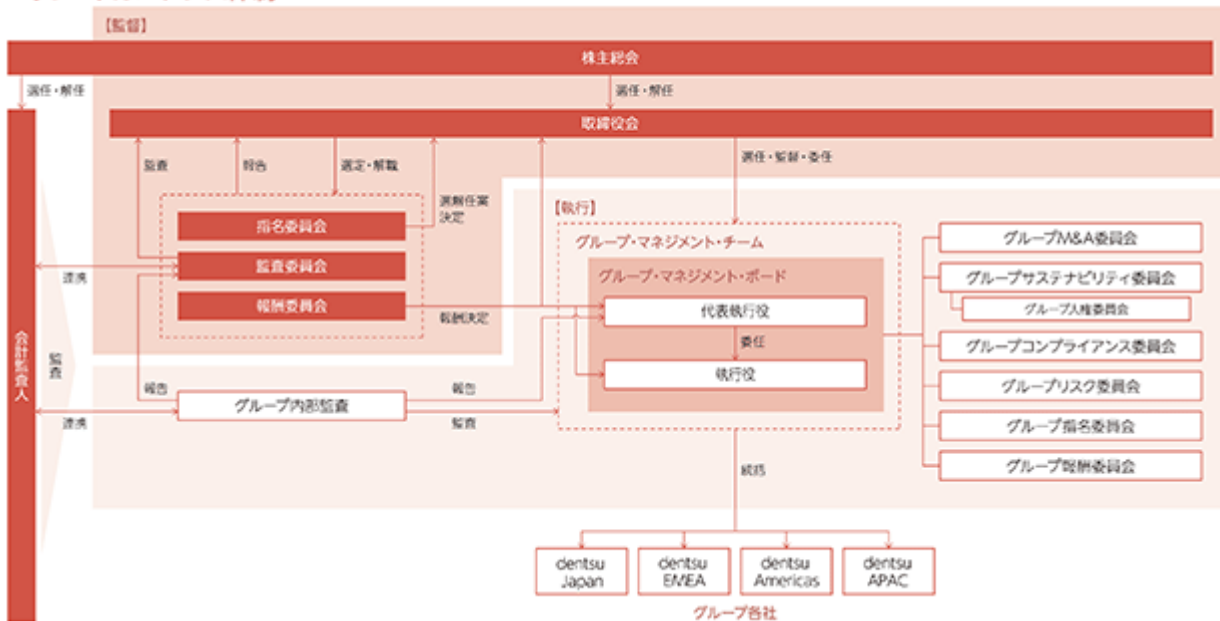 【監督】
株主総会
選任・解任
選任・解任
取締役会
監査
報告
選定・解職
選解任案
決定
選任・監督・委任
指名委員会
監査委員会
報酬委員会
連携
報酬決定
会計監査人
監査
【執行】
グループ・マネジメント・チーム
グループ・マネジメント・ボード
代表執行役
委任
執行役
グループM&A委員会
グループサステナビリティ委員会
グループ人権委員会
グループコンプライアンス委員会
グループリスク委員会
グループ指名委員会
グループ報酬委員会
報告
報告
グループ内部監査
連携
監査
統括
dentsu
Japan
dentsu
EMEA
dentsu
Americas
dentsu
APAC
グループ各社